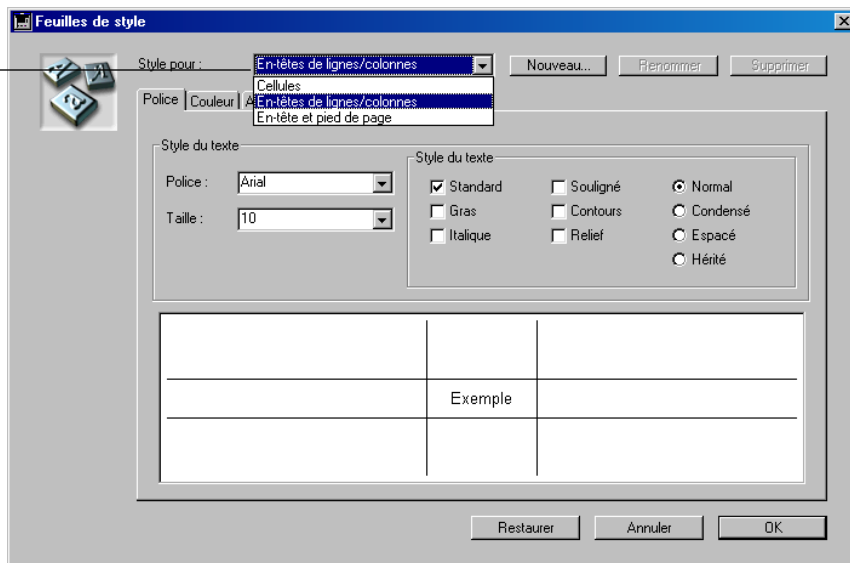 Feuilles de style
Style pour : En-têtes de lignes/colonnes Nouveau... Renommer Supprimer
Cellules
En-têtes de lignes/colonnes
En-tête et pied de page
Police Couleur A
Style du texte
Police : Arial
Taille : 10
Style du texte
Standard Souligné Normal
Gras Contours Condensé
Italique Relief Espacé
Hérité
Exemple
Restaurer Annuler OK